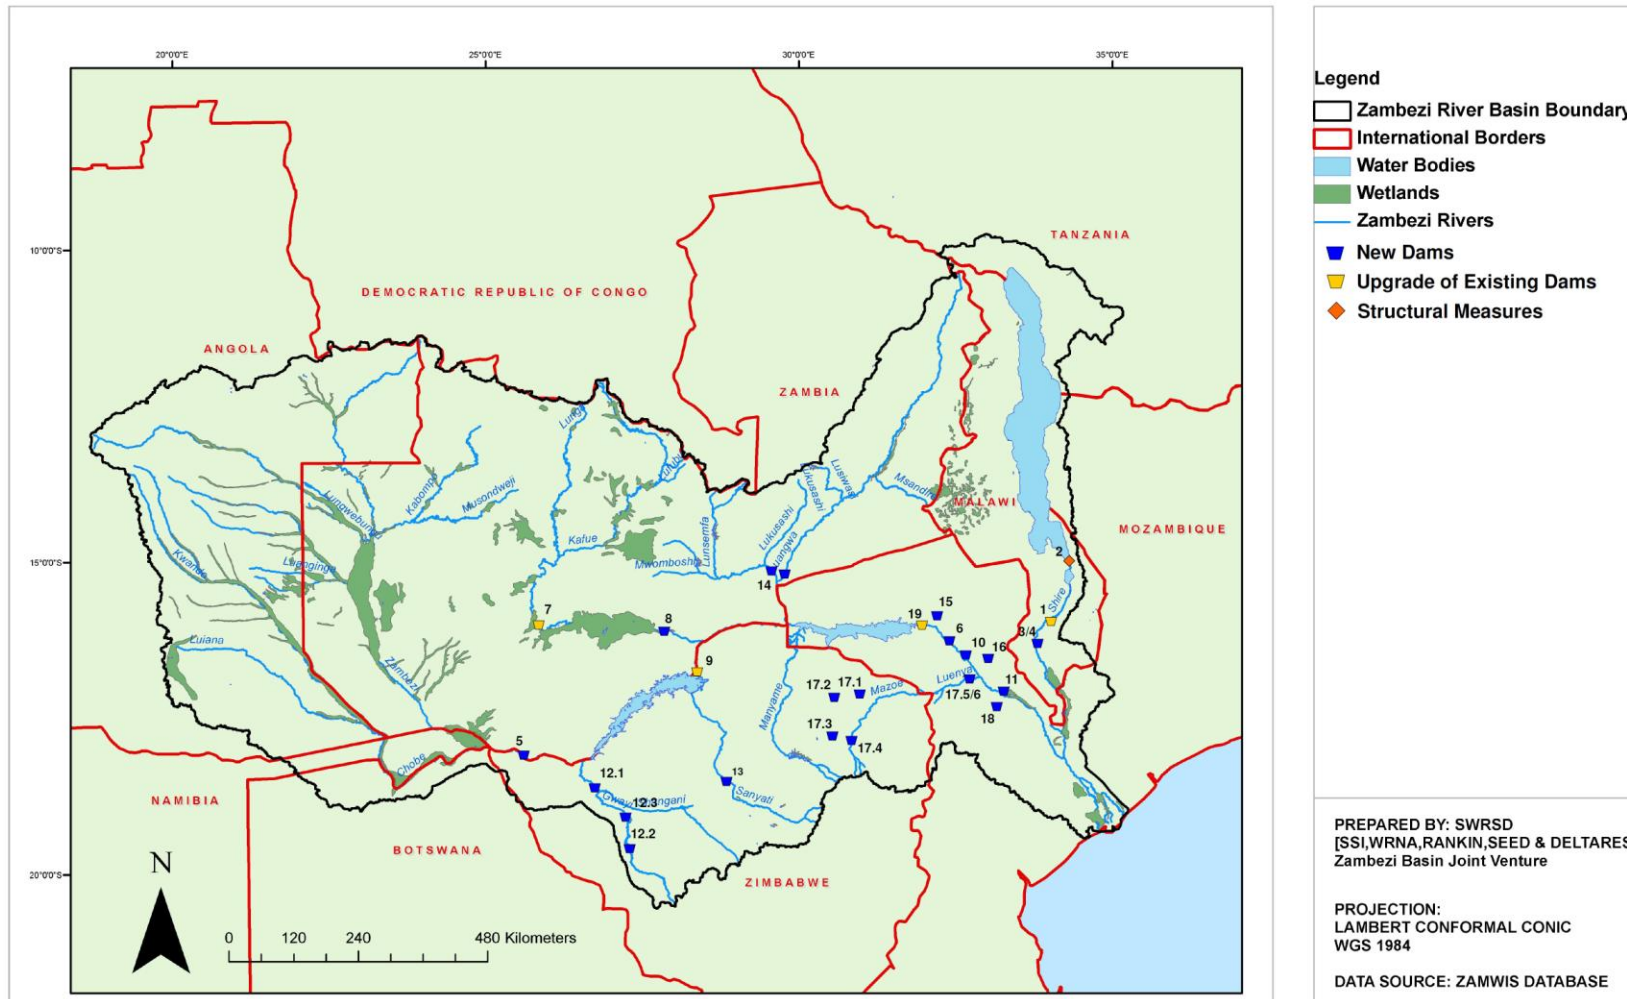 20°0'0"E
25°0'0"E
30°0'0"E
35°0'0"E
10°0'0"S
15°0'0"S
20°0'0"S
TANZANIA
DEMOCRATIC REPUBLIC OF CONGO
ANGOLA
ZAMBIA
MALAWI
MOZAMBIQUE
NAMIBIA
BOTSWANA
ZIMBABWE
Lunga
Lufubu
Lukusashi
Lusiwasi
Msandire
Lungwebungu
Kabompo
Musondweji
Lukusashi
Luangwa
Lunsemfa
Kafue
Mwomboshi
Kwando
Luanginga
Luiana
Zambezi
Chobe
Shire
Manyame
Mazoe
Luenya
Gwayi
Shangani
Sanyati
2
14
1
7
8
15
19
6
3/4
10
16
9
17.2
17.1
17.5/6
11
18
17.3
17.4
5
12.1
13
12.3
12.2
N
0 120 240 480 Kilometers
Legend
Zambezi River Basin Boundary
International Borders
Water Bodies
Wetlands
Zambezi Rivers
New Dams
Upgrade of Existing Dams
Structural Measures
PREPARED BY: SWRSD
[SSI,WRNA,RANKIN,SEED & DELTARES
Zambezi Basin Joint Venture
PROJECTION:
LAMBERT CONFORMAL CONIC
WGS 1984
DATA SOURCE: ZAMWIS DATABASE